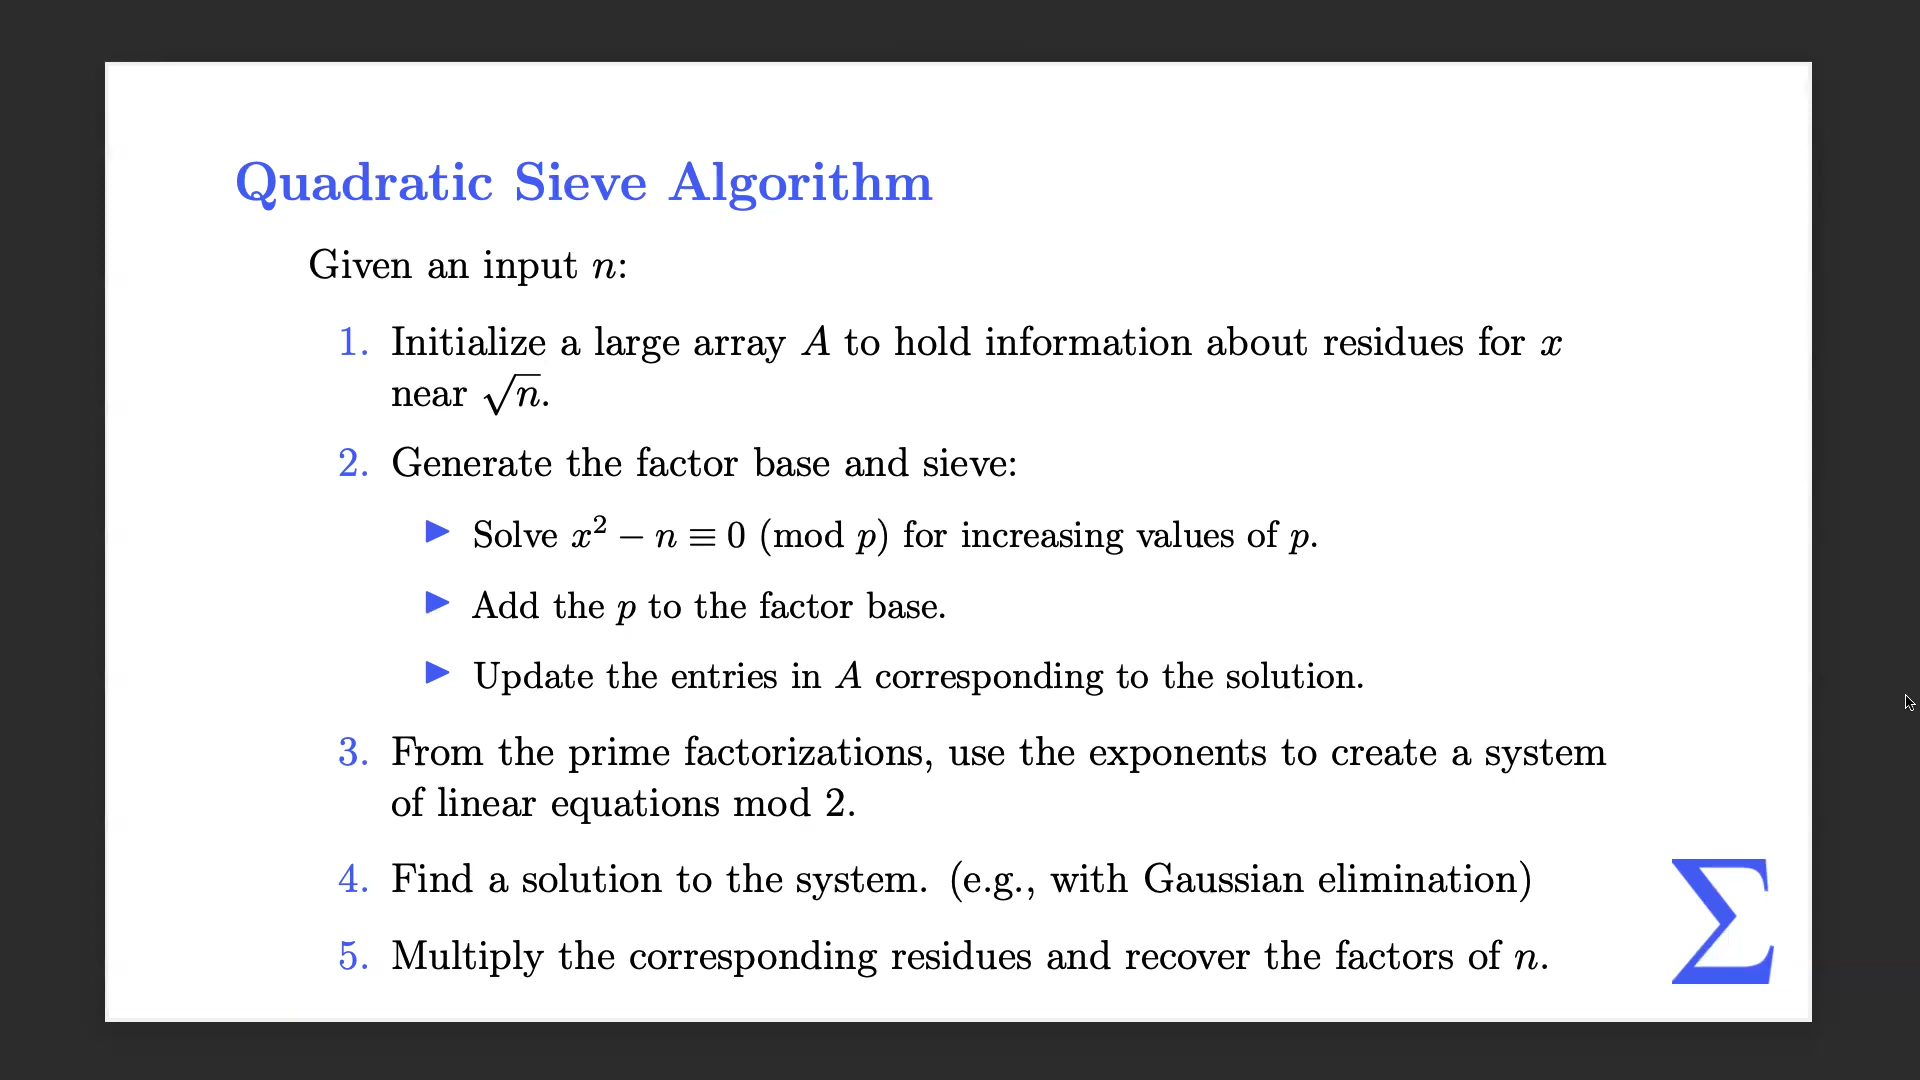 Quadratic Sieve Algorithm
Given an input n:
1. Initialize a large array A to hold information about residues for x
near √n.
2. Generate the factor base and sieve:
▶ Solve x² − n ≡ 0 (mod p) for increasing values of p.
▶ Add the p to the factor base.
▶ Update the entries in A corresponding to the solution.
3. From the prime factorizations, use the exponents to create a system
of linear equations mod 2.
4. Find a solution to the system. (e.g., with Gaussian elimination)
5. Multiply the corresponding residues and recover the factors of n.
Σ